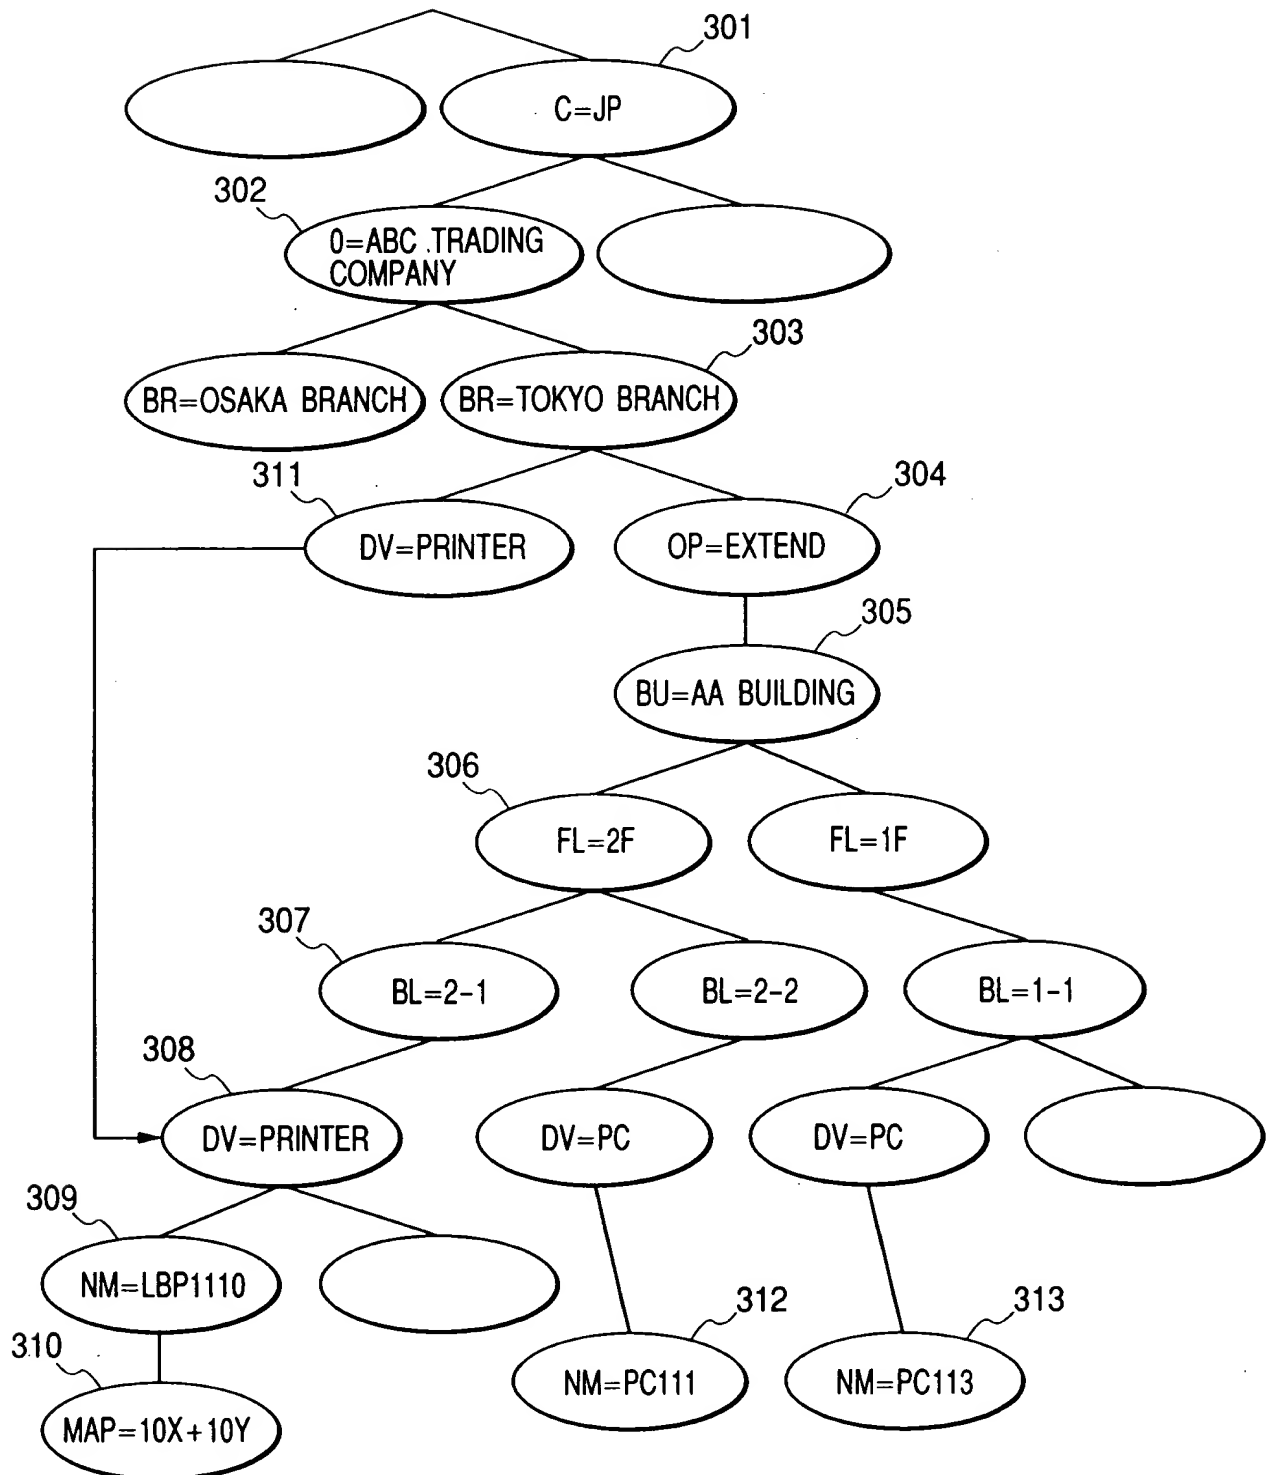 301
C=JP
302
0=ABC .TRADING
COMPANY
303
BR=OSAKA BRANCH
BR=TOKYO BRANCH
311
304
DV=PRINTER
OP=EXTEND
305
BU=AA BUILDING
306
FL=2F
FL=1F
307
BL=2-1
BL=2-2
BL=1-1
308
DV=PRINTER
DV=PC
DV=PC
309
NM=LBP1110
312
313
310
NM=PC111
NM=PC113
MAP=10X+10Y